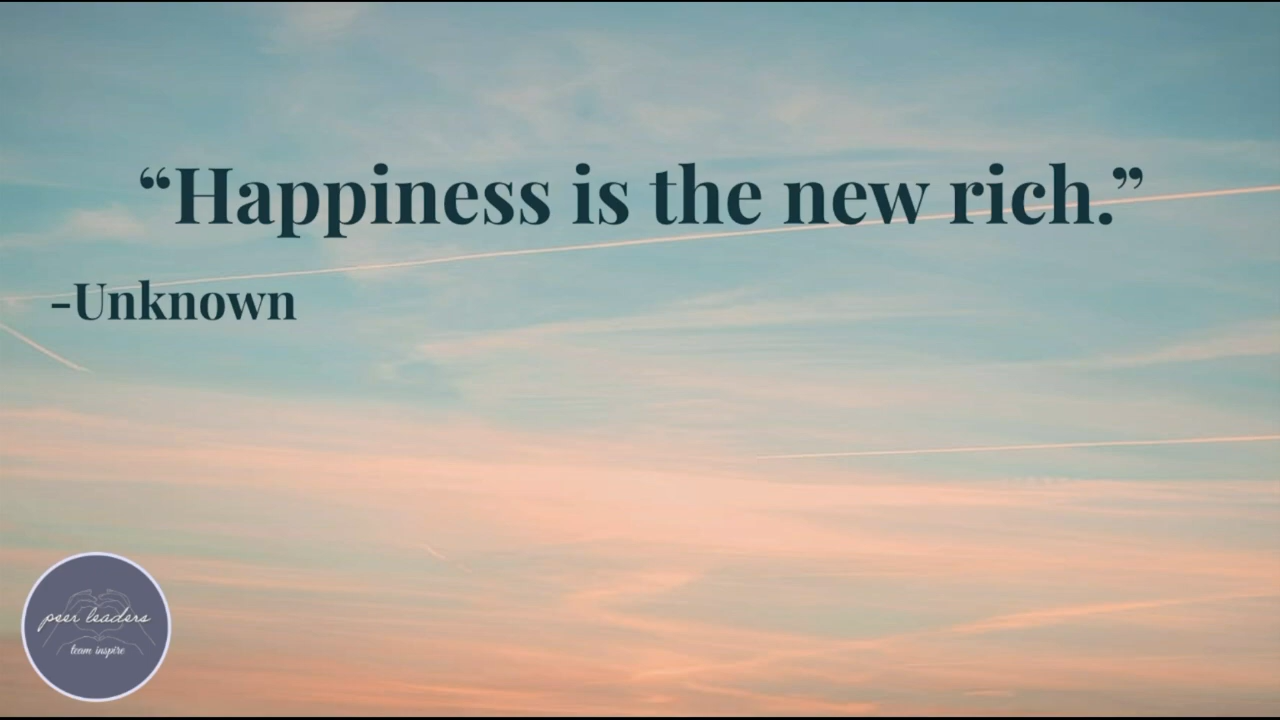 “Happiness is the new rich.”
-Unknown
peer leaders
team inspire